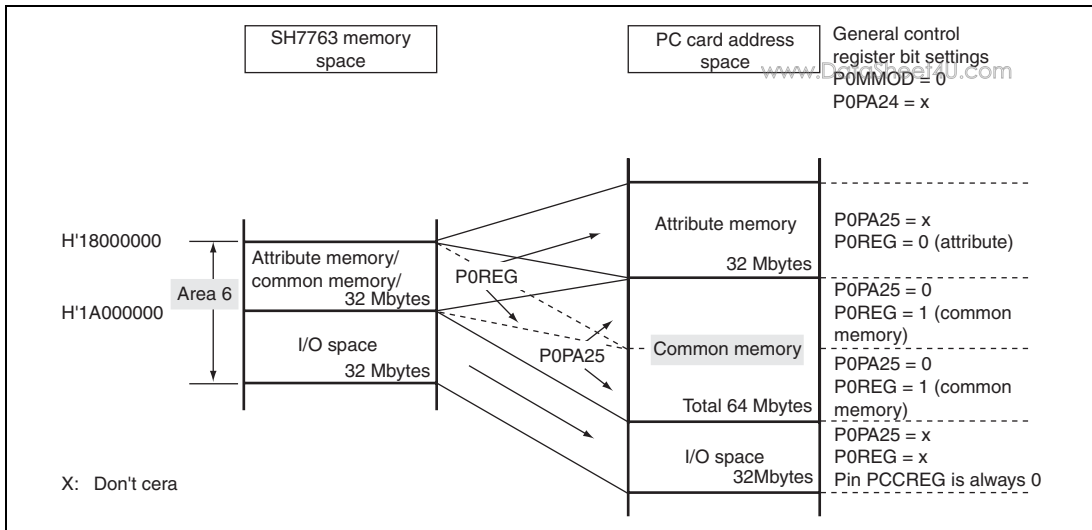 SH7763 memory
space
PC card address
space
General control
register bit settings
P0MMOD = 0
P0PA24 = x
www.DataSheet4U.com
H'18000000
Area 6
H'1A000000
Attribute memory/
common memory/
32 Mbytes
I/O space
32 Mbytes
P0REG
P0PA25
Attribute memory
32 Mbytes
Common memory
Total 64 Mbytes
I/O space
32Mbytes
P0PA25 = x
P0REG = 0 (attribute)
P0PA25 = 0
P0REG = 1 (common
memory)
P0PA25 = 0
P0REG = 1 (common
memory)
P0PA25 = x
P0REG = x
Pin PCCREG is always 0
X: Don't cera